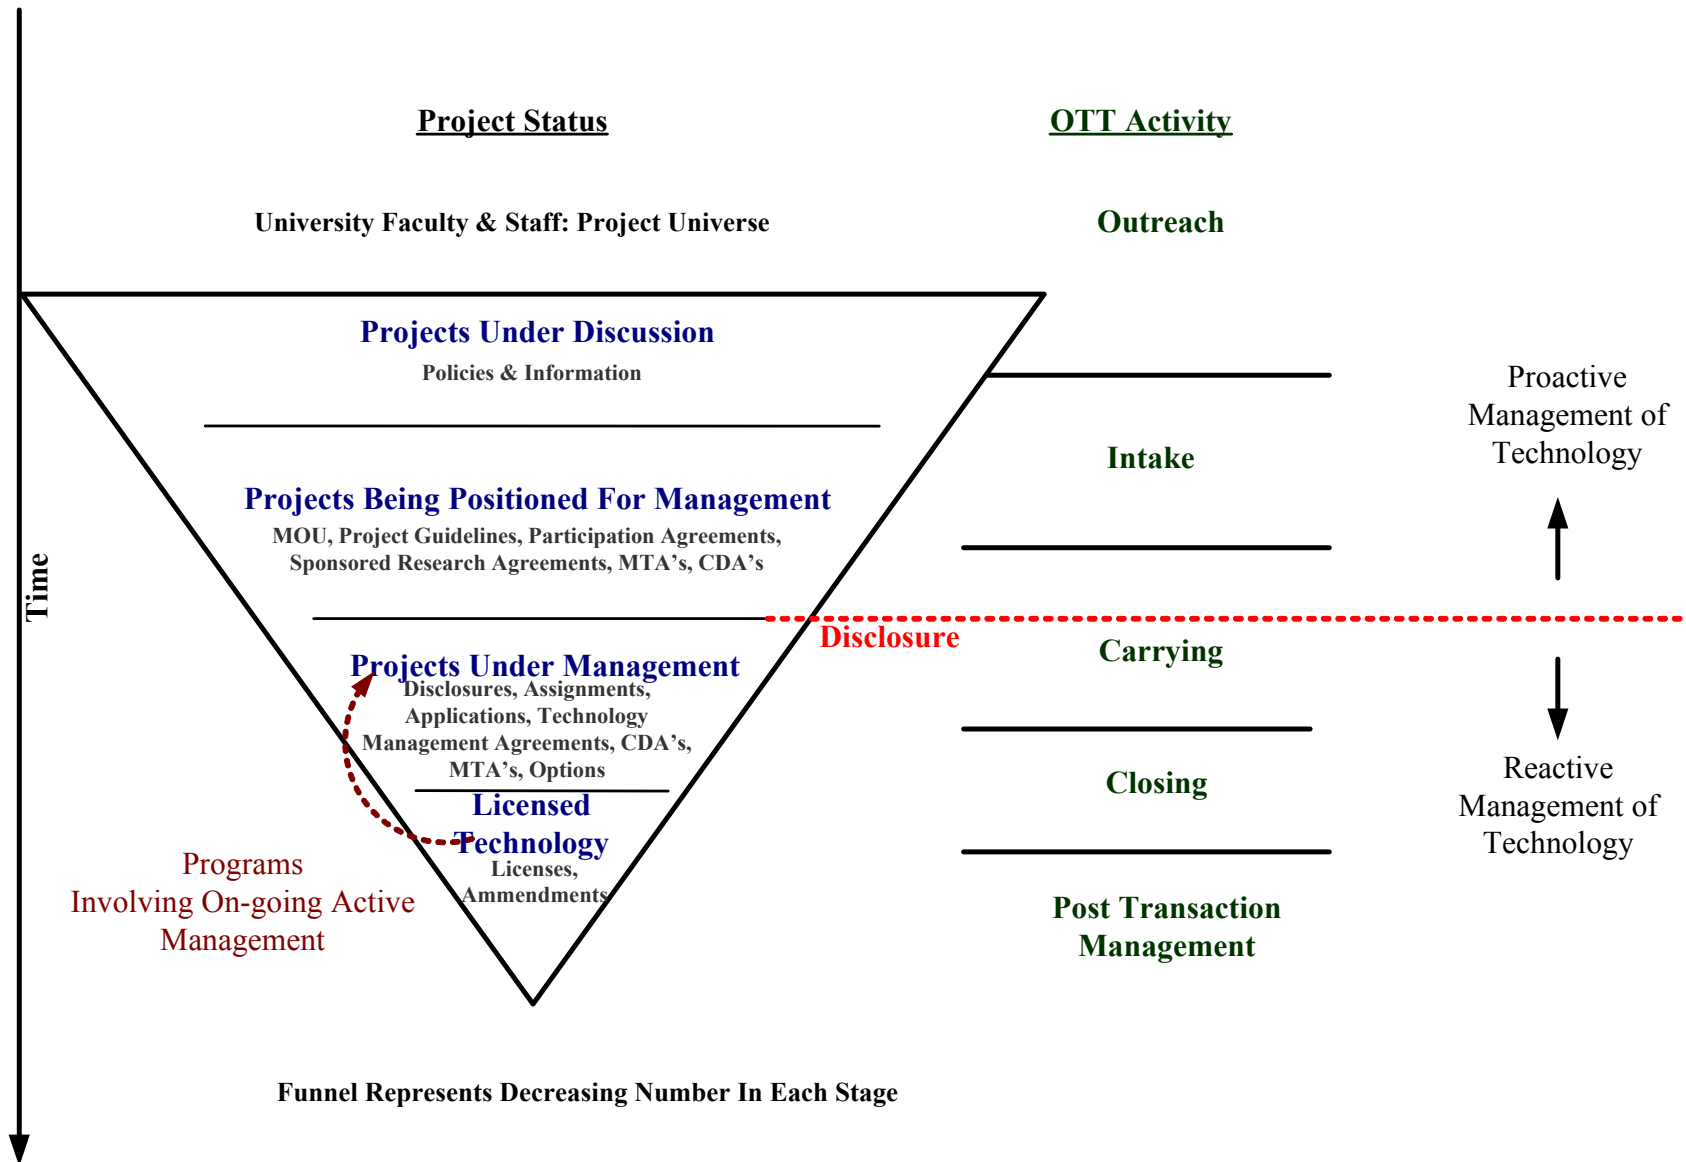 Project Status
OTT Activity
University Faculty & Staff: Project Universe
Outreach
Projects Under Discussion
Policies & Information
Proactive
Management of
Technology
Intake
Projects Being Positioned For Management
MOU, Project Guidelines, Participation Agreements,
Sponsored Research Agreements, MTA's, CDA's
Time
Disclosure
Carrying
Projects Under Management
Disclosures, Assignments,
Applications, Technology
Management Agreements, CDA's,
MTA's, Options
Closing
Reactive
Management of
Technology
Licensed
Technology
Licenses,
Ammendments
Programs
Involving On-going Active
Management
Post Transaction
Management
Funnel Represents Decreasing Number In Each Stage